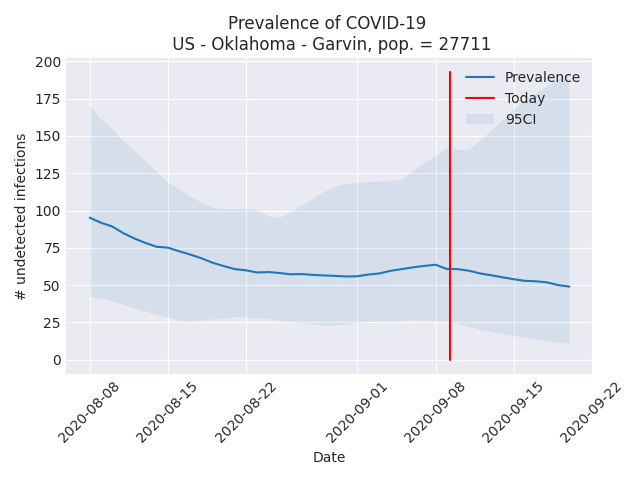 Prevalence of COVID-19
US - Oklahoma - Garvin, pop. = 27711
200
175
150
125
100
75
50
25
0
# undetected infections
Prevalence
Today
95CI
2020-08-08
2020-08-15
2020-08-22
2020-09-01
2020-09-08
2020-09-15
2020-09-22
Date